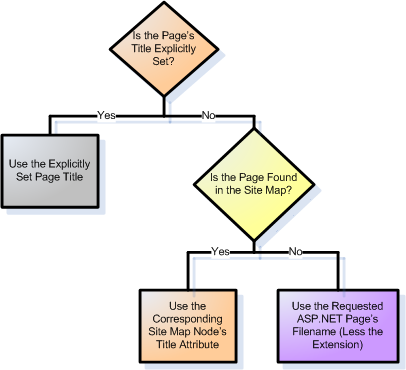 Is the Page's
Title Explicitly
Set?
Yes
No
Use the Explicitly
Set Page Title
Is the Page Found
in the Site Map?
Yes
No
Use the
Corresponding
Site Map Node's
Title Attribute
Use the Requested
ASP.NET Page's
Filename (Less the
Extension)